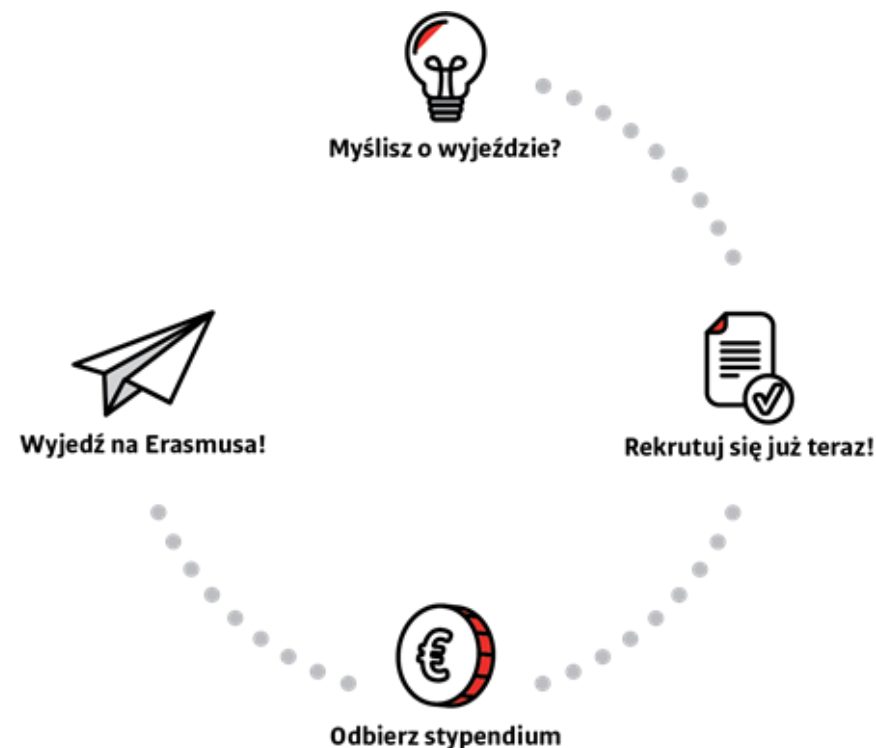 Myślisz o wyjeździe?
Wyjedź na Erasmusa!
Rekrutuj się już teraz!
€
Odbierz stypendium